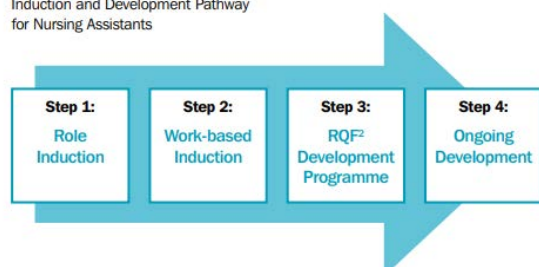 Induction and Development Pathway
for Nursing Assistants
Step 1:
Role
Induction
Step 2:
Work-based
Induction
Step 3:
RQF²
Development
Programme
Step 4:
Ongoing
Development